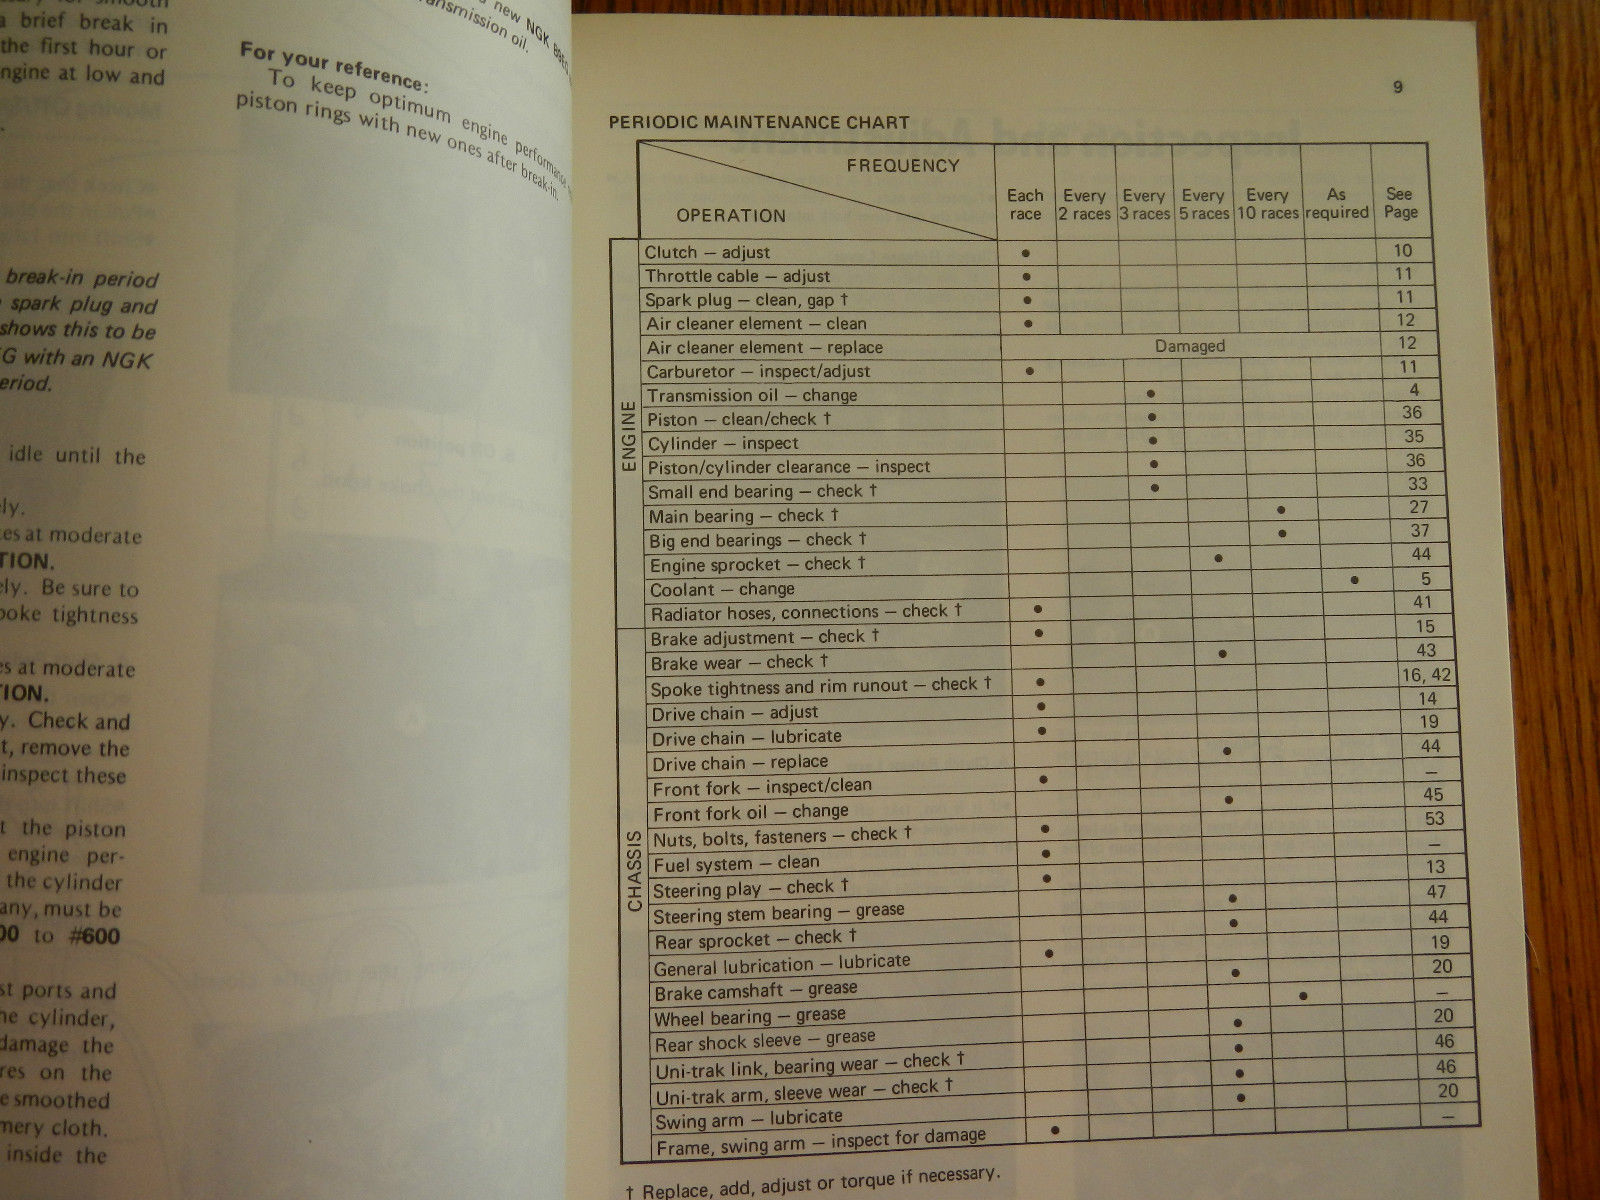 a brief break in
the first hour or
ngine at low and
break-in period
spark plug and
shows this to be
G with an NGK
eriod.
idle until the
ly.
es at moderate
TION.
ely. Be sure to
poke tightness
s at moderate
TION.
y. Check and
t, remove the
inspect these
t the piston
engine per-
the cylinder
any, must be
00 to #600
st ports and
he cylinder,
damage the
res on the
e smoothed
mery cloth.
inside the
new NGK
ansmission oil.
For your reference:
To keep optimum engine performance
piston rings with new ones after break-in.
9
PERIODIC MAINTENANCE CHART
FREQUENCY
OPERATION
Each race Every 2 races Every 3 races Every 5 races Every 10 races As required See Page
ENGINE
Clutch – adjust ● 10
Throttle cable – adjust ● 11
Spark plug – clean, gap † ● 11
Air cleaner element – clean ● 12
Air cleaner element – replace Damaged 12
Carburetor – inspect/adjust ● 11
Transmission oil – change ● 4
Piston – clean/check † ● 36
Cylinder – inspect ● 35
Piston/cylinder clearance – inspect ● 36
Small end bearing – check † ● 33
Main bearing – check † ● 27
Big end bearings – check † ● 37
Engine sprocket – check † ● 44
Coolant – change ● 5
Radiator hoses, connections – check † ● 41
CHASSIS
Brake adjustment – check † ● 15
Brake wear – check † ● 43
Spoke tightness and rim runout – check † ● 16, 42
Drive chain – adjust ● 14
Drive chain – lubricate ● 19
Drive chain – replace ● 44
Front fork – inspect/clean ● –
Front fork oil – change ● 45
Nuts, bolts, fasteners – check † ● 53
Fuel system – clean ● –
Steering play – check † ● 13
Steering stem bearing – grease ● 47
Rear sprocket – check † ● 44
General lubrication – lubricate ● 19
Brake camshaft – grease ● 20
Wheel bearing – grease ● –
Rear shock sleeve – grease ● 20
Uni-trak link, bearing wear – check † ● 46
Uni-trak arm, sleeve wear – check † ● 46
Swing arm – lubricate ● 20
Frame, swing arm – inspect for damage ● –
† Replace, add, adjust or torque if necessary.